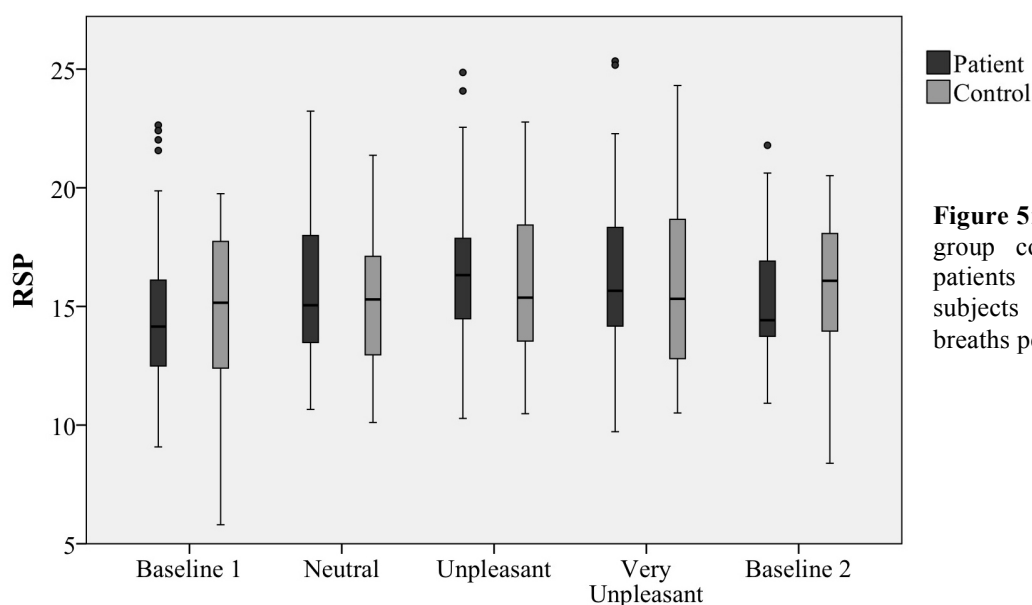 25
20
15
10
5
RSP
Baseline 1
Neutral
Unpleasant
Very
Unpleasant
Baseline 2
Patient
Control
Figure 5
group
patients
subjects
breaths